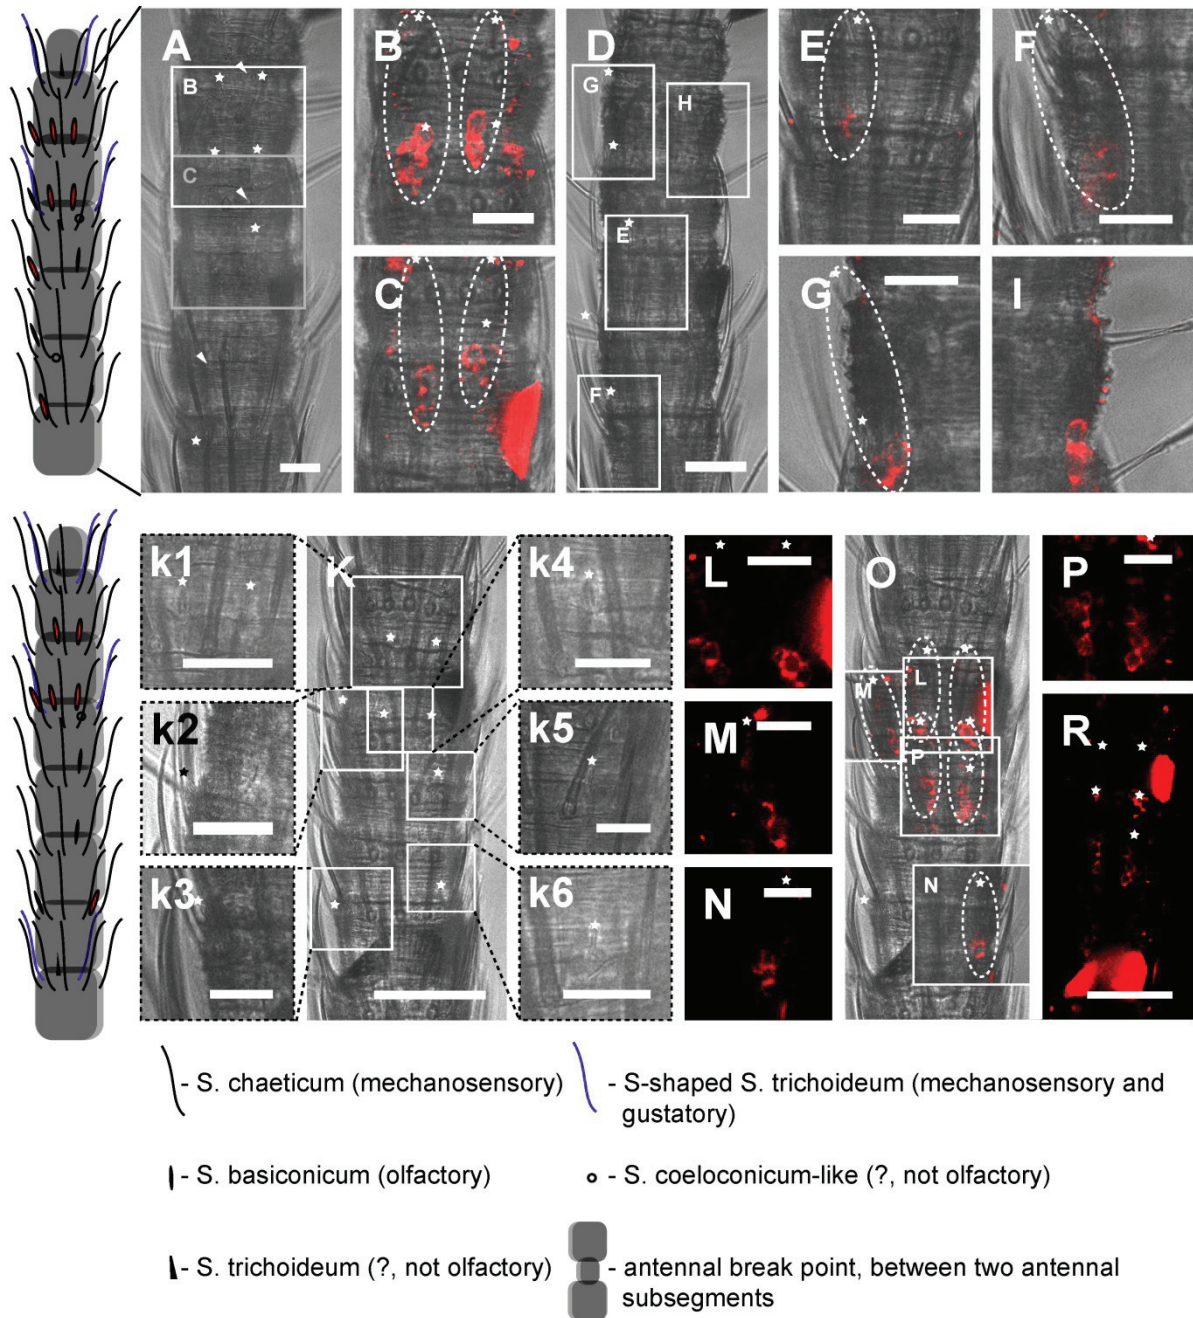 A
B
C
B
C
D
G
H
E
F
E
F
G
I
k1
K
k4
k2
k5
k3
k6
L
M
N
O
L
M
P
N
P
R
- S. chaeticum (mechanosensory)
- S-shaped S. trichoideum (mechanosensory and
gustatory)
- S. basiconicum (olfactory)
- S. coeloconicum-like (?, not olfactory)
- S. trichoideum (?, not olfactory)
- antennal break point, between two antennal
subsegments